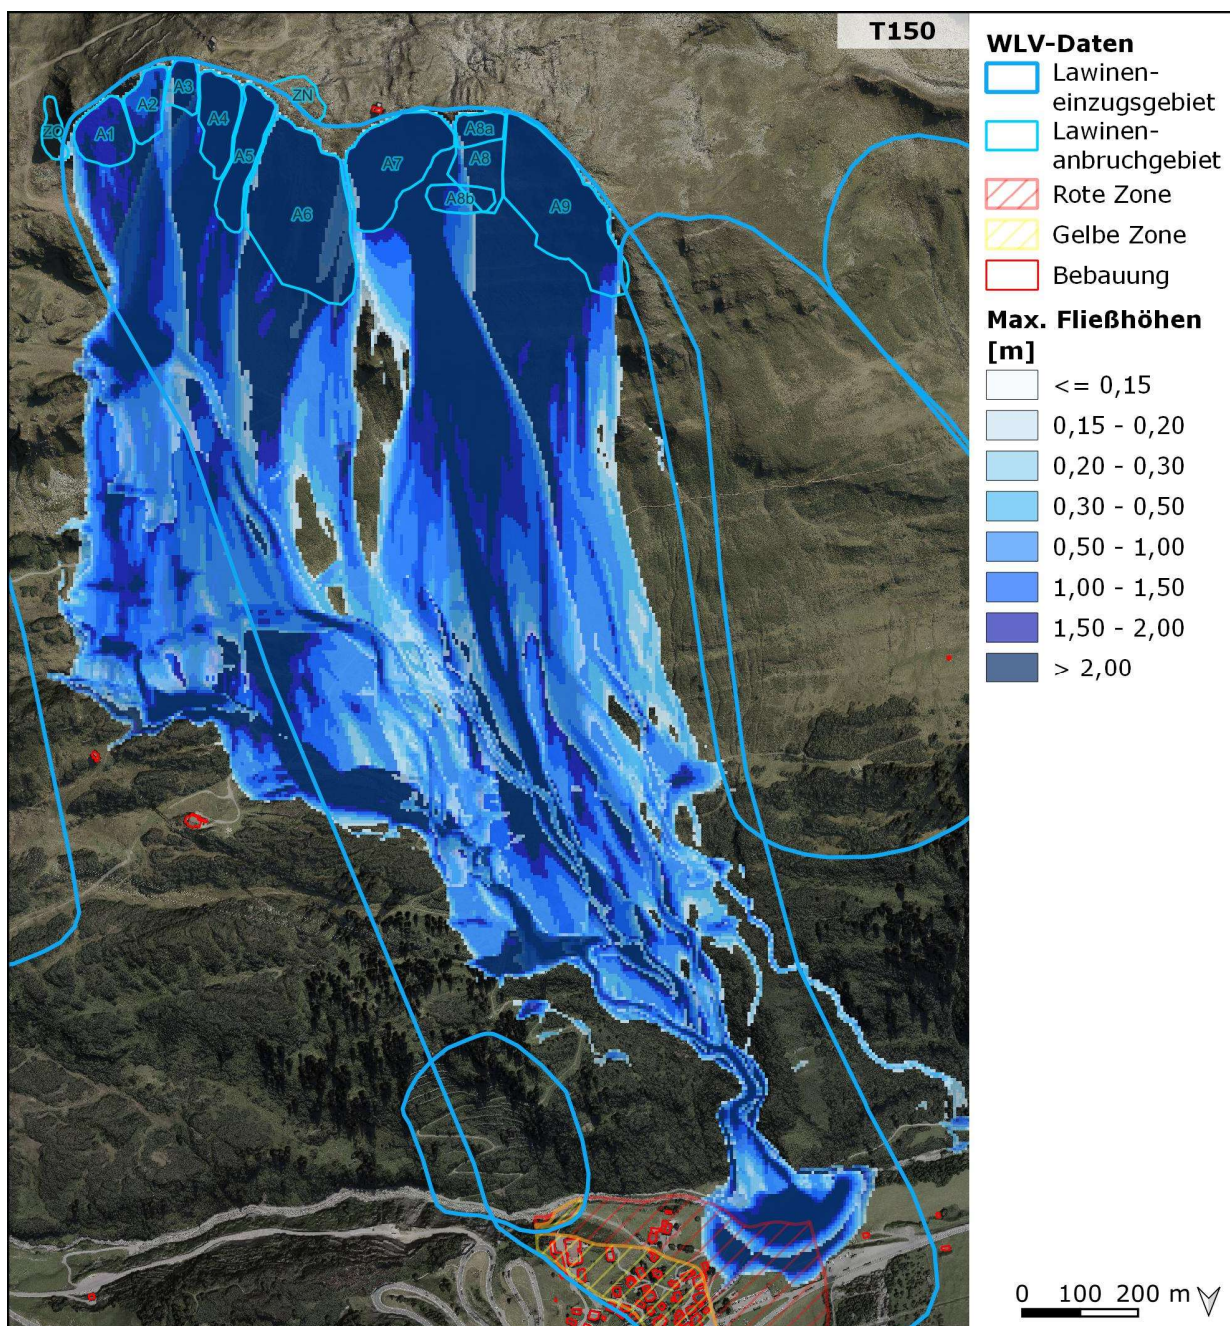 T150
WLV-Daten
Lawinen-
einzugsgebiet
Lawinen-
anbruchgebiet
Rote Zone
Gelbe Zone
Bebauung
Max. Fließhöhen
[m]
<= 0,15
0,15 - 0,20
0,20 - 0,30
0,30 - 0,50
0,50 - 1,00
1,00 - 1,50
1,50 - 2,00
> 2,00
0 100 200 m
ZN
A3
A2
A1
A4
A5
A6
A7
A8a
A8
A8b
A9